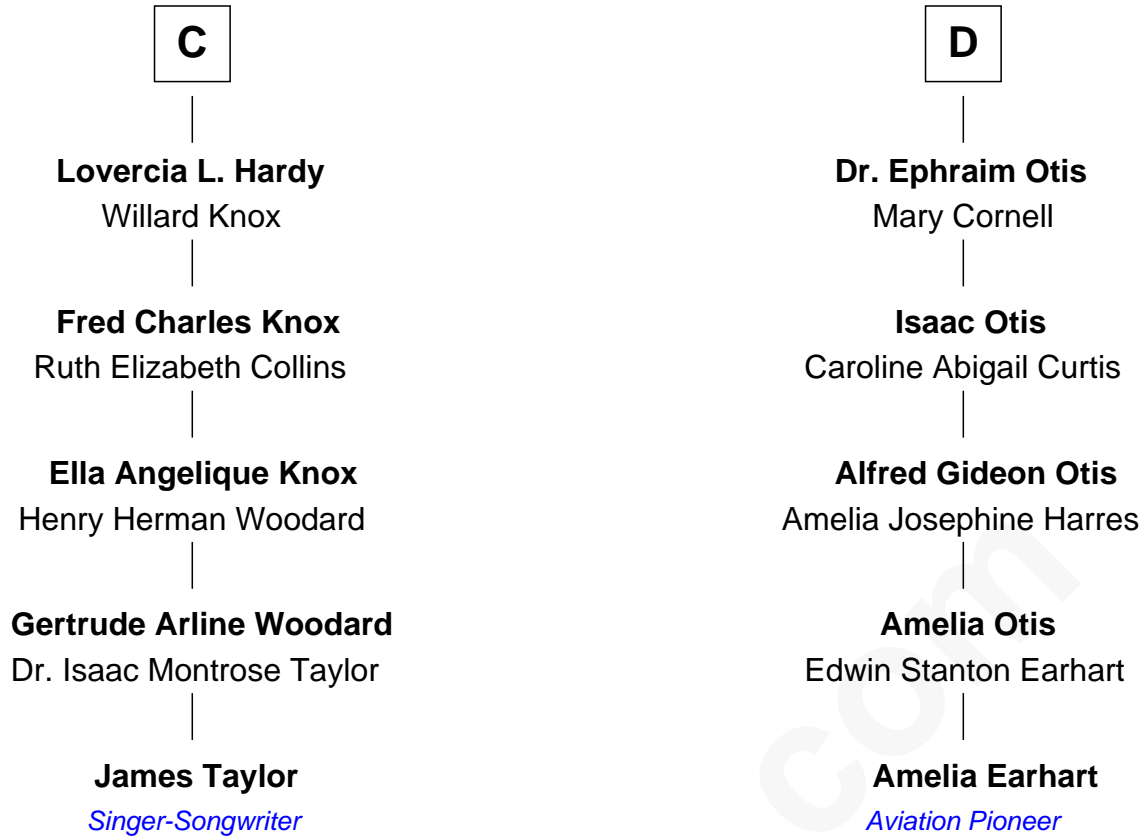 C
Lovercia L. Hardy
Willard Knox
Fred Charles Knox
Ruth Elizabeth Collins
Ella Angelique Knox
Henry Herman Woodard
Gertrude Arline Woodard
Dr. Isaac Montrose Taylor
James Taylor
Singer-Songwriter
D
Dr. Ephraim Otis
Mary Cornell
Isaac Otis
Caroline Abigail Curtis
Alfred Gideon Otis
Amelia Josephine Harres
Amelia Otis
Edwin Stanton Earhart
Amelia Earhart
Aviation Pioneer
com